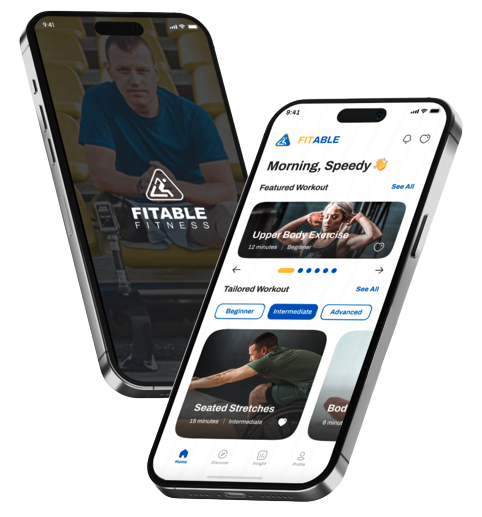 9:41
FITABLE
FITNESS
9:41
FITABLE
Morning, Speedy 👋
Featured Workout See All
Upper Body Exercise
12 minutes | Beginner
Tailored Workout See All
Beginner Intermediate Advanced
Seated Stretches
15 minutes | Intermediate
Bod
8 minut
Home Discover Insight Profile